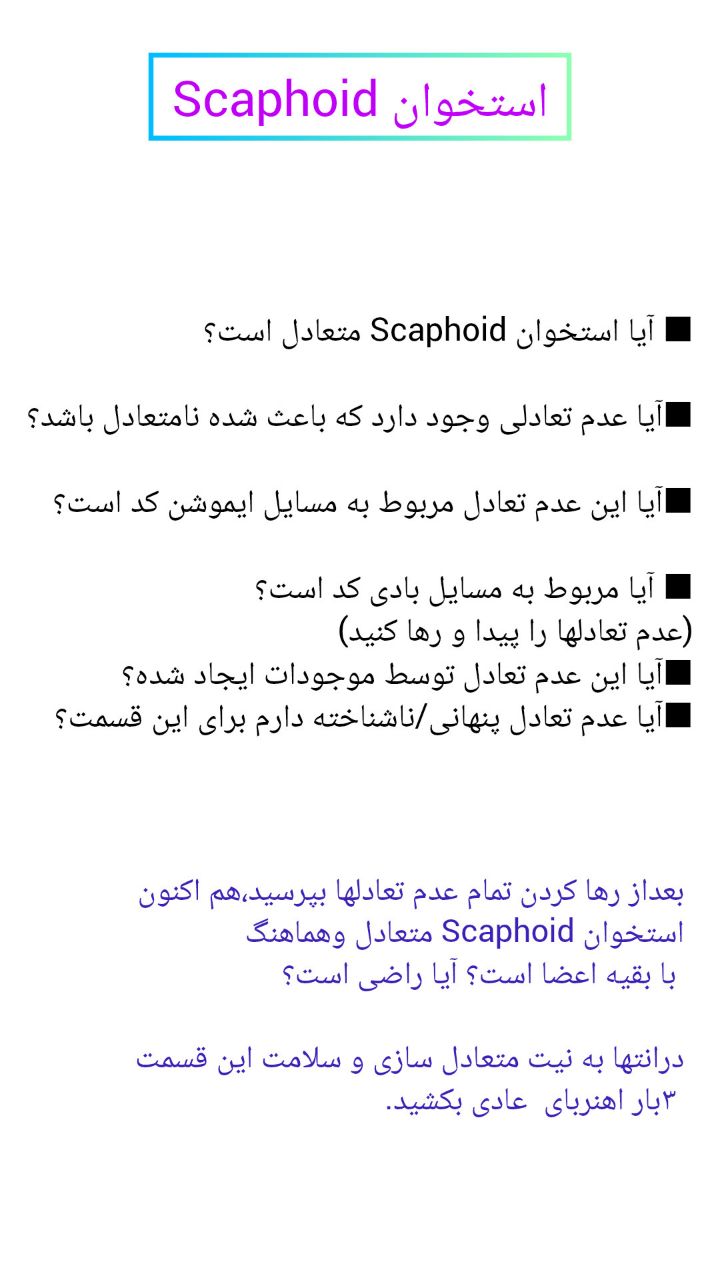 استخوان Scaphoid
■ آیا استخوان Scaphoid متعادل است؟
■آیا عدم تعادلی وجود دارد که باعث شده نامتعادل باشد؟
■آیا این عدم تعادل مربوط به مسایل ایموشن کد است؟
■ آیا مربوط به مسایل بادی کد است؟
(عدم تعادلها را پیدا و رها کنید)
■آیا این عدم تعادل توسط موجودات ایجاد شده؟
■آیا عدم تعادل پنهانی/ناشناخته دارم برای این قسمت؟
بعداز رها کردن تمام عدم تعادلها بپرسید،هم اکنون
استخوان Scaphoid متعادل وهماهنگ
با بقیه اعضا است؟ آیا راضی است؟
درانتها به نیت متعادل سازی و سلامت این قسمت
۳بار اهنربای عادی بکشید.